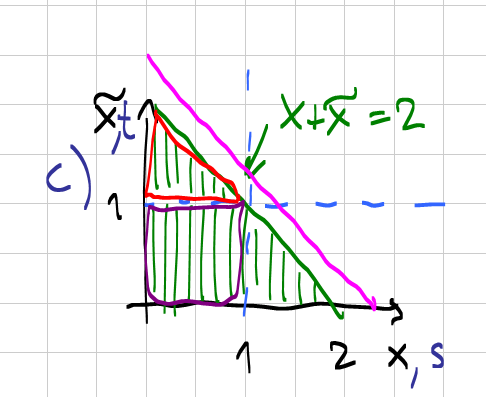 x̃,t
x+x̃=2
c)
1
1 2 x,s